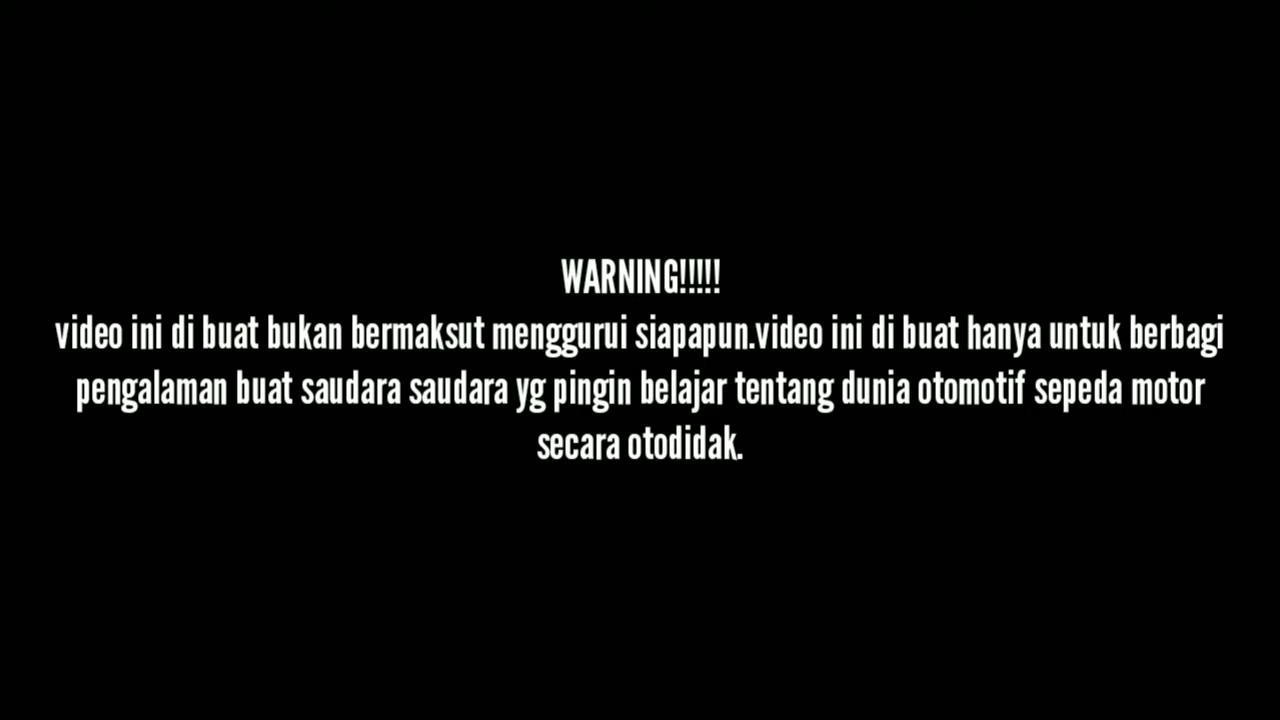 WARNING!!!!!
video ini di buat bukan bermaksut menggurui siapapun.video ini di buat hanya untuk berbagi
pengalaman buat saudara saudara yg pingin belajar tentang dunia otomotif sepeda motor
secara otodidak.